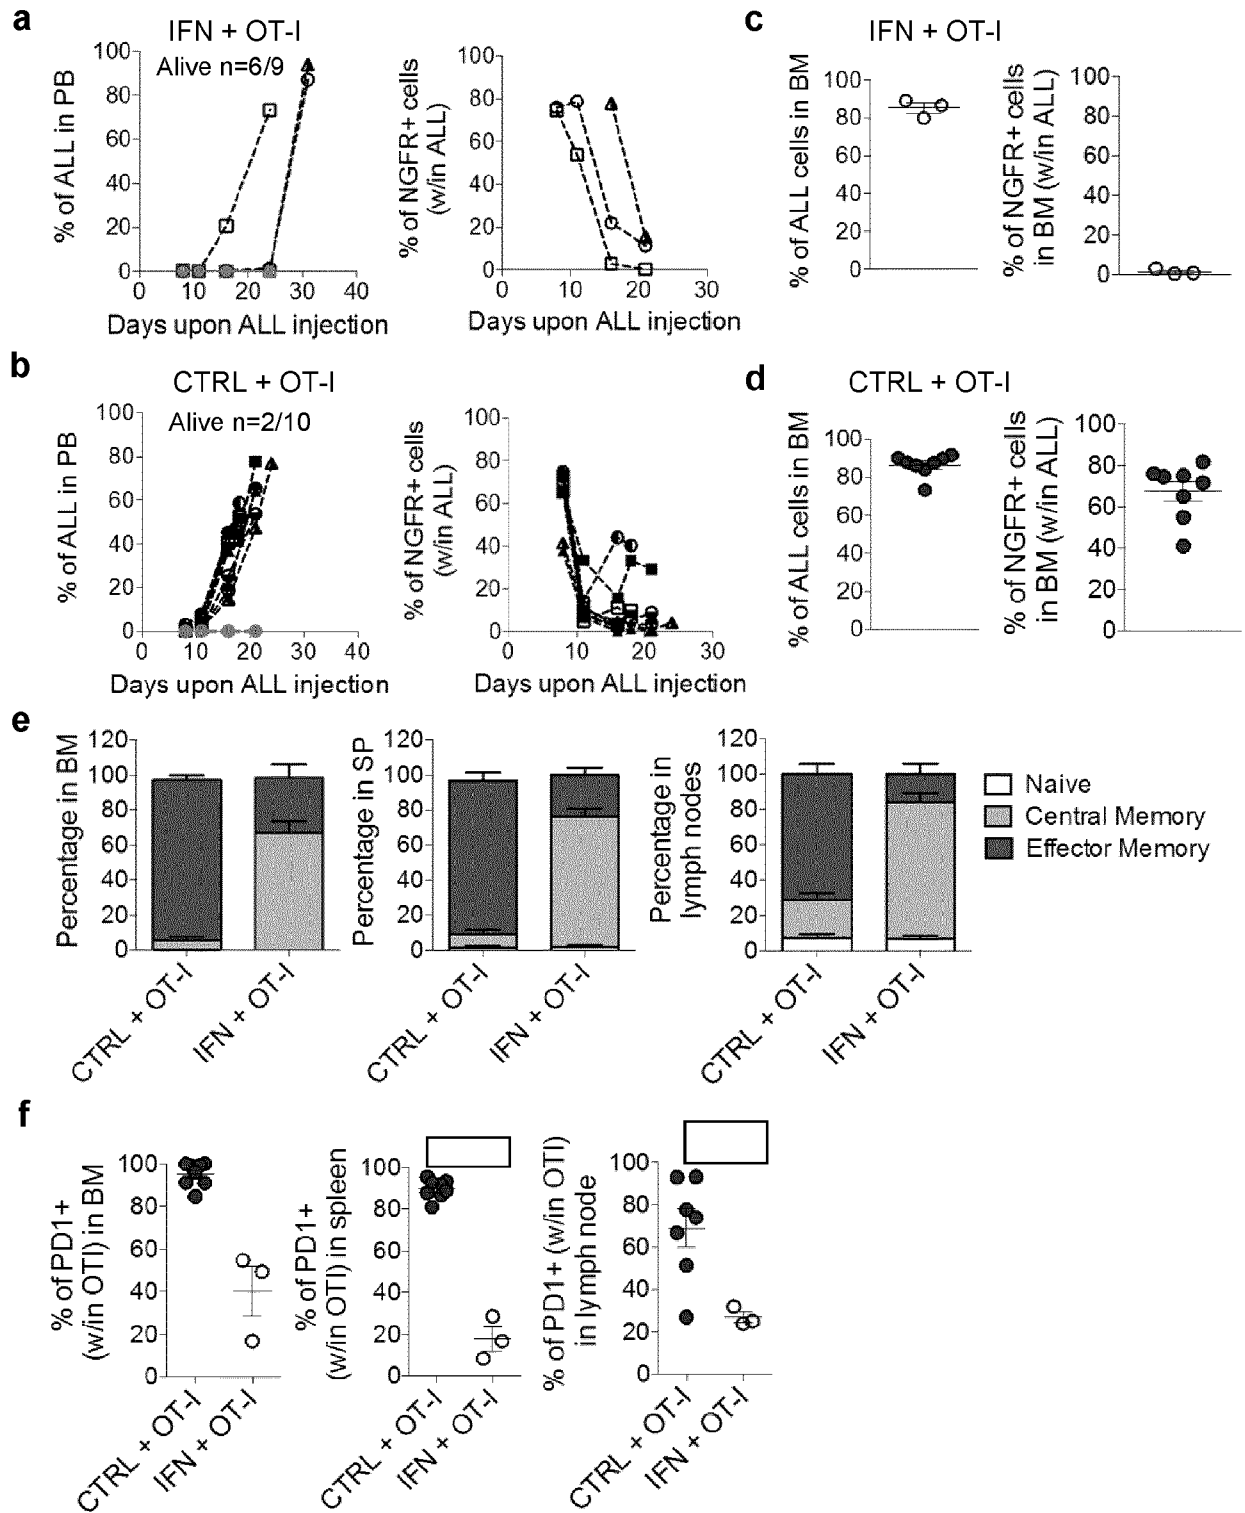 a
IFN + OT-I
Alive n=6/9
% of ALL in PB
100
80
60
40
20
0
0 10 20 30 40
Days upon ALL injection
% of NGFR+ cells
(w/in ALL)
100
80
60
40
20
0
0 10 20 30
Days upon ALL injection
c
IFN + OT-I
% of ALL cells in BM
100
80
60
40
20
0
% of NGFR+ cells
in BM (w/in ALL)
100
80
60
40
20
0
b
CTRL + OT-I
Alive n=2/10
% of ALL in PB
100
80
60
40
20
0
0 10 20 30 40
Days upon ALL injection
% of NGFR+ cells
(w/in ALL)
100
80
60
40
20
0
0 10 20 30
Days upon ALL injection
d
CTRL + OT-I
% of ALL cells in BM
100
80
60
40
20
0
% of NGFR+ cells
in BM (w/in ALL)
100
80
60
40
20
0
e
Percentage in BM
120
100
80
60
40
20
0
CTRL + OT-I
IFN + OT-I
Percentage in SP
120
100
80
60
40
20
0
CTRL + OT-I
IFN + OT-I
Percentage in
lymph nodes
120
100
80
60
40
20
0
CTRL + OT-I
IFN + OT-I
Naive
Central Memory
Effector Memory
f
% of PD1+
(w/in OTI) in BM
100
80
60
40
20
0
CTRL + OT-I
IFN + OT-I
% of PD1+
(w/in OTI) in spleen
100
80
60
40
20
0
CTRL + OT-I
IFN + OT-I
% of PD1+ (w/in OTI)
in lymph node
100
80
60
40
20
0
CTRL + OT-I
IFN + OT-I